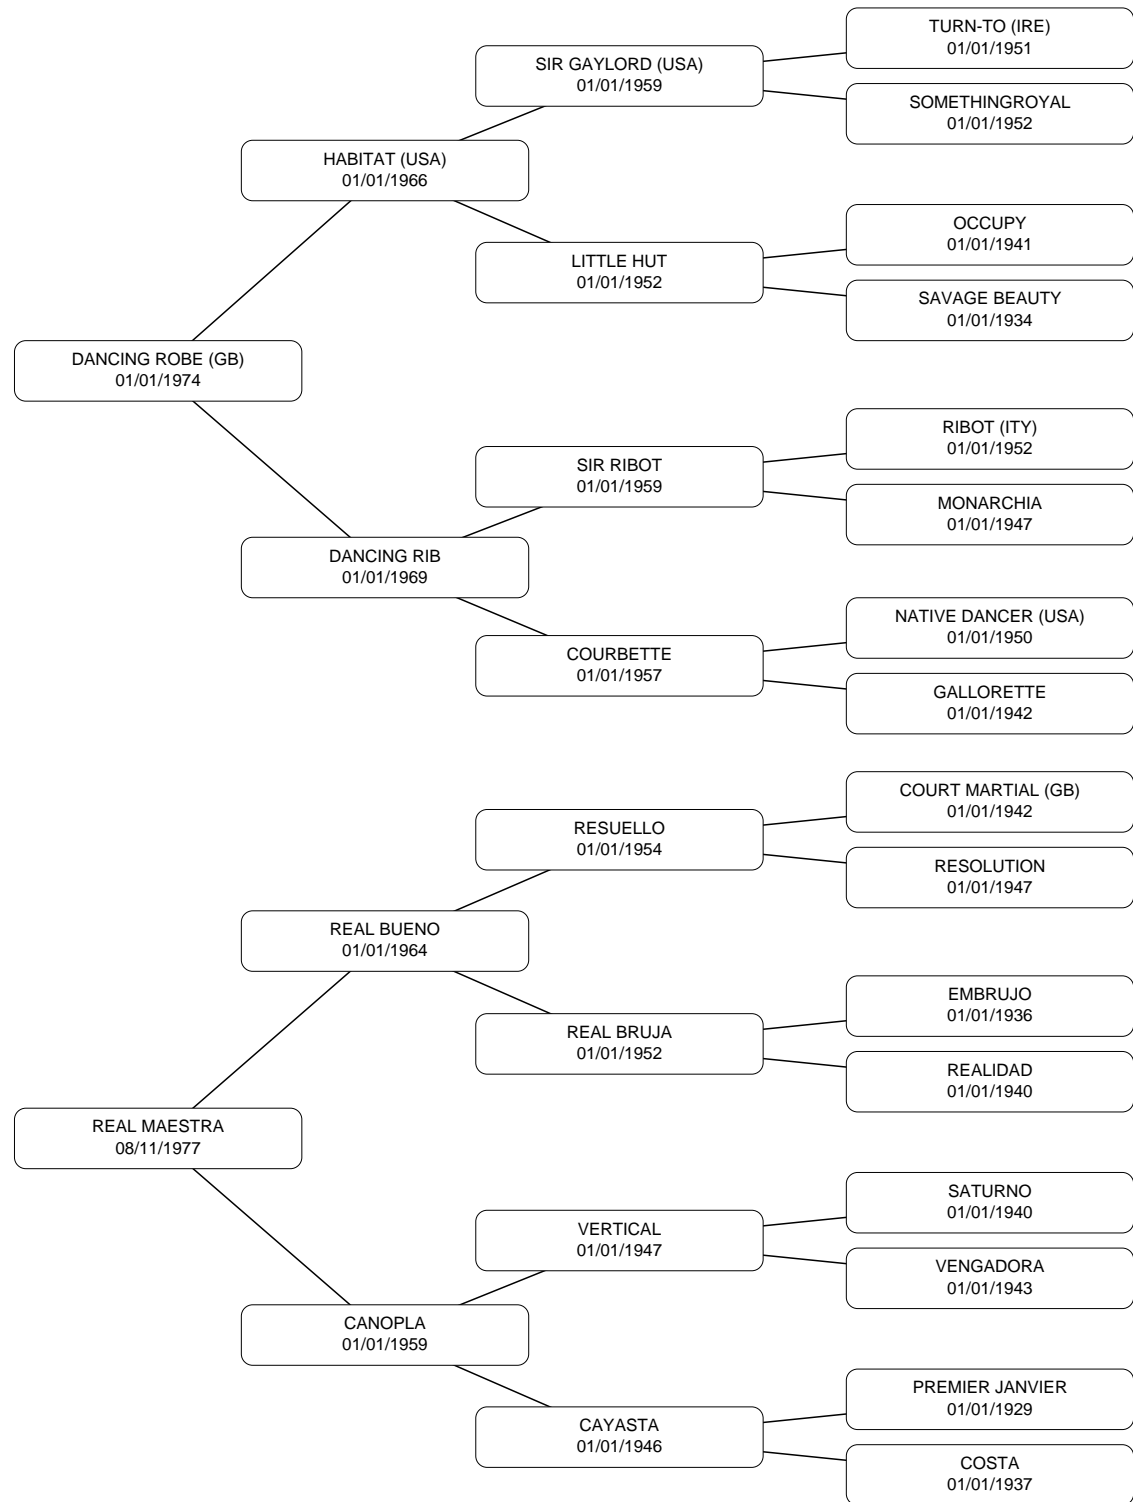 TURN-TO (IRE)
01/01/1951
SIR GAYLORD (USA)
01/01/1959
SOMETHINGROYAL
01/01/1952
HABITAT (USA)
01/01/1966
OCCUPY
01/01/1941
LITTLE HUT
01/01/1952
SAVAGE BEAUTY
01/01/1934
DANCING ROBE (GB)
01/01/1974
RIBOT (ITY)
01/01/1952
SIR RIBOT
01/01/1959
MONARCHIA
01/01/1947
DANCING RIB
01/01/1969
NATIVE DANCER (USA)
01/01/1950
COURBETTE
01/01/1957
GALLORETTE
01/01/1942
COURT MARTIAL (GB)
01/01/1942
RESUELLO
01/01/1954
RESOLUTION
01/01/1947
REAL BUENO
01/01/1964
EMBRUJO
01/01/1936
REAL BRUJA
01/01/1952
REALIDAD
01/01/1940
REAL MAESTRA
08/11/1977
SATURNO
01/01/1940
VERTICAL
01/01/1947
VENGADORA
01/01/1943
CANOPLA
01/01/1959
PREMIER JANVIER
01/01/1929
CAYASTA
01/01/1946
COSTA
01/01/1937